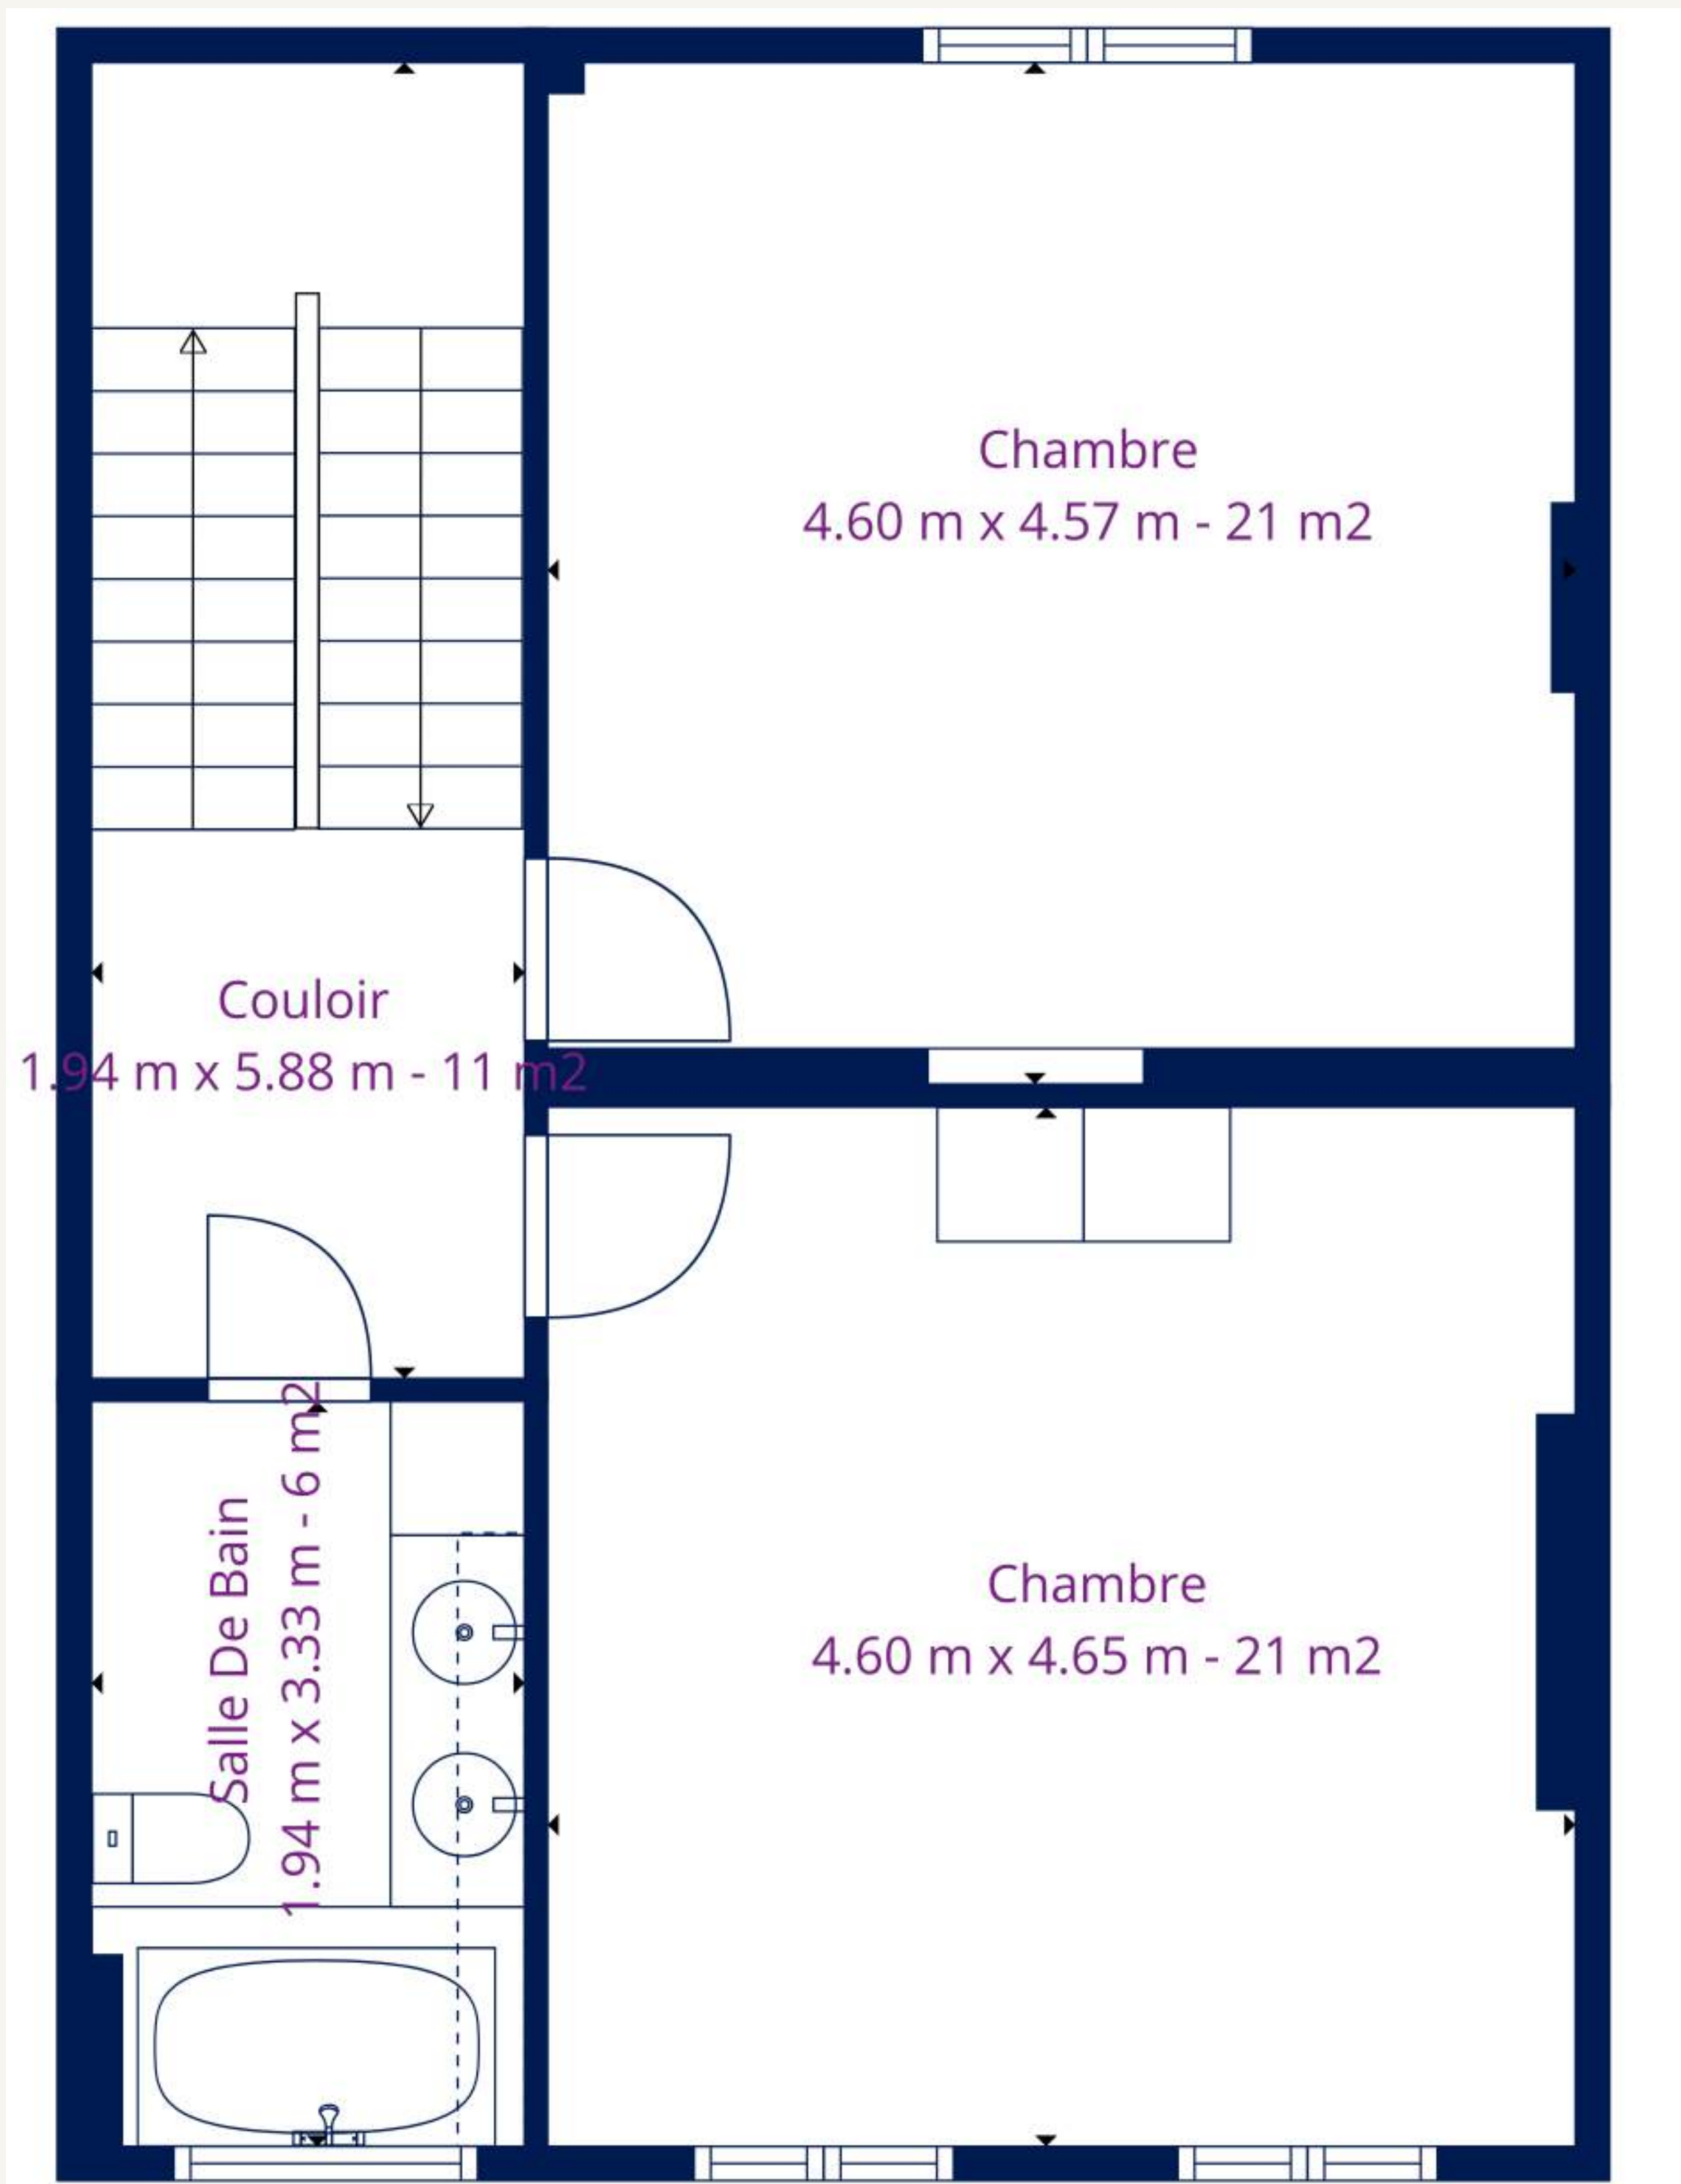 Chambre
4.60 m x 4.57 m - 21 m2
Couloir
1.94 m x 5.88 m - 11 m2
Salle De Bain
1.94 m x 3.33 m - 6 m2
Chambre
4.60 m x 4.65 m - 21 m2